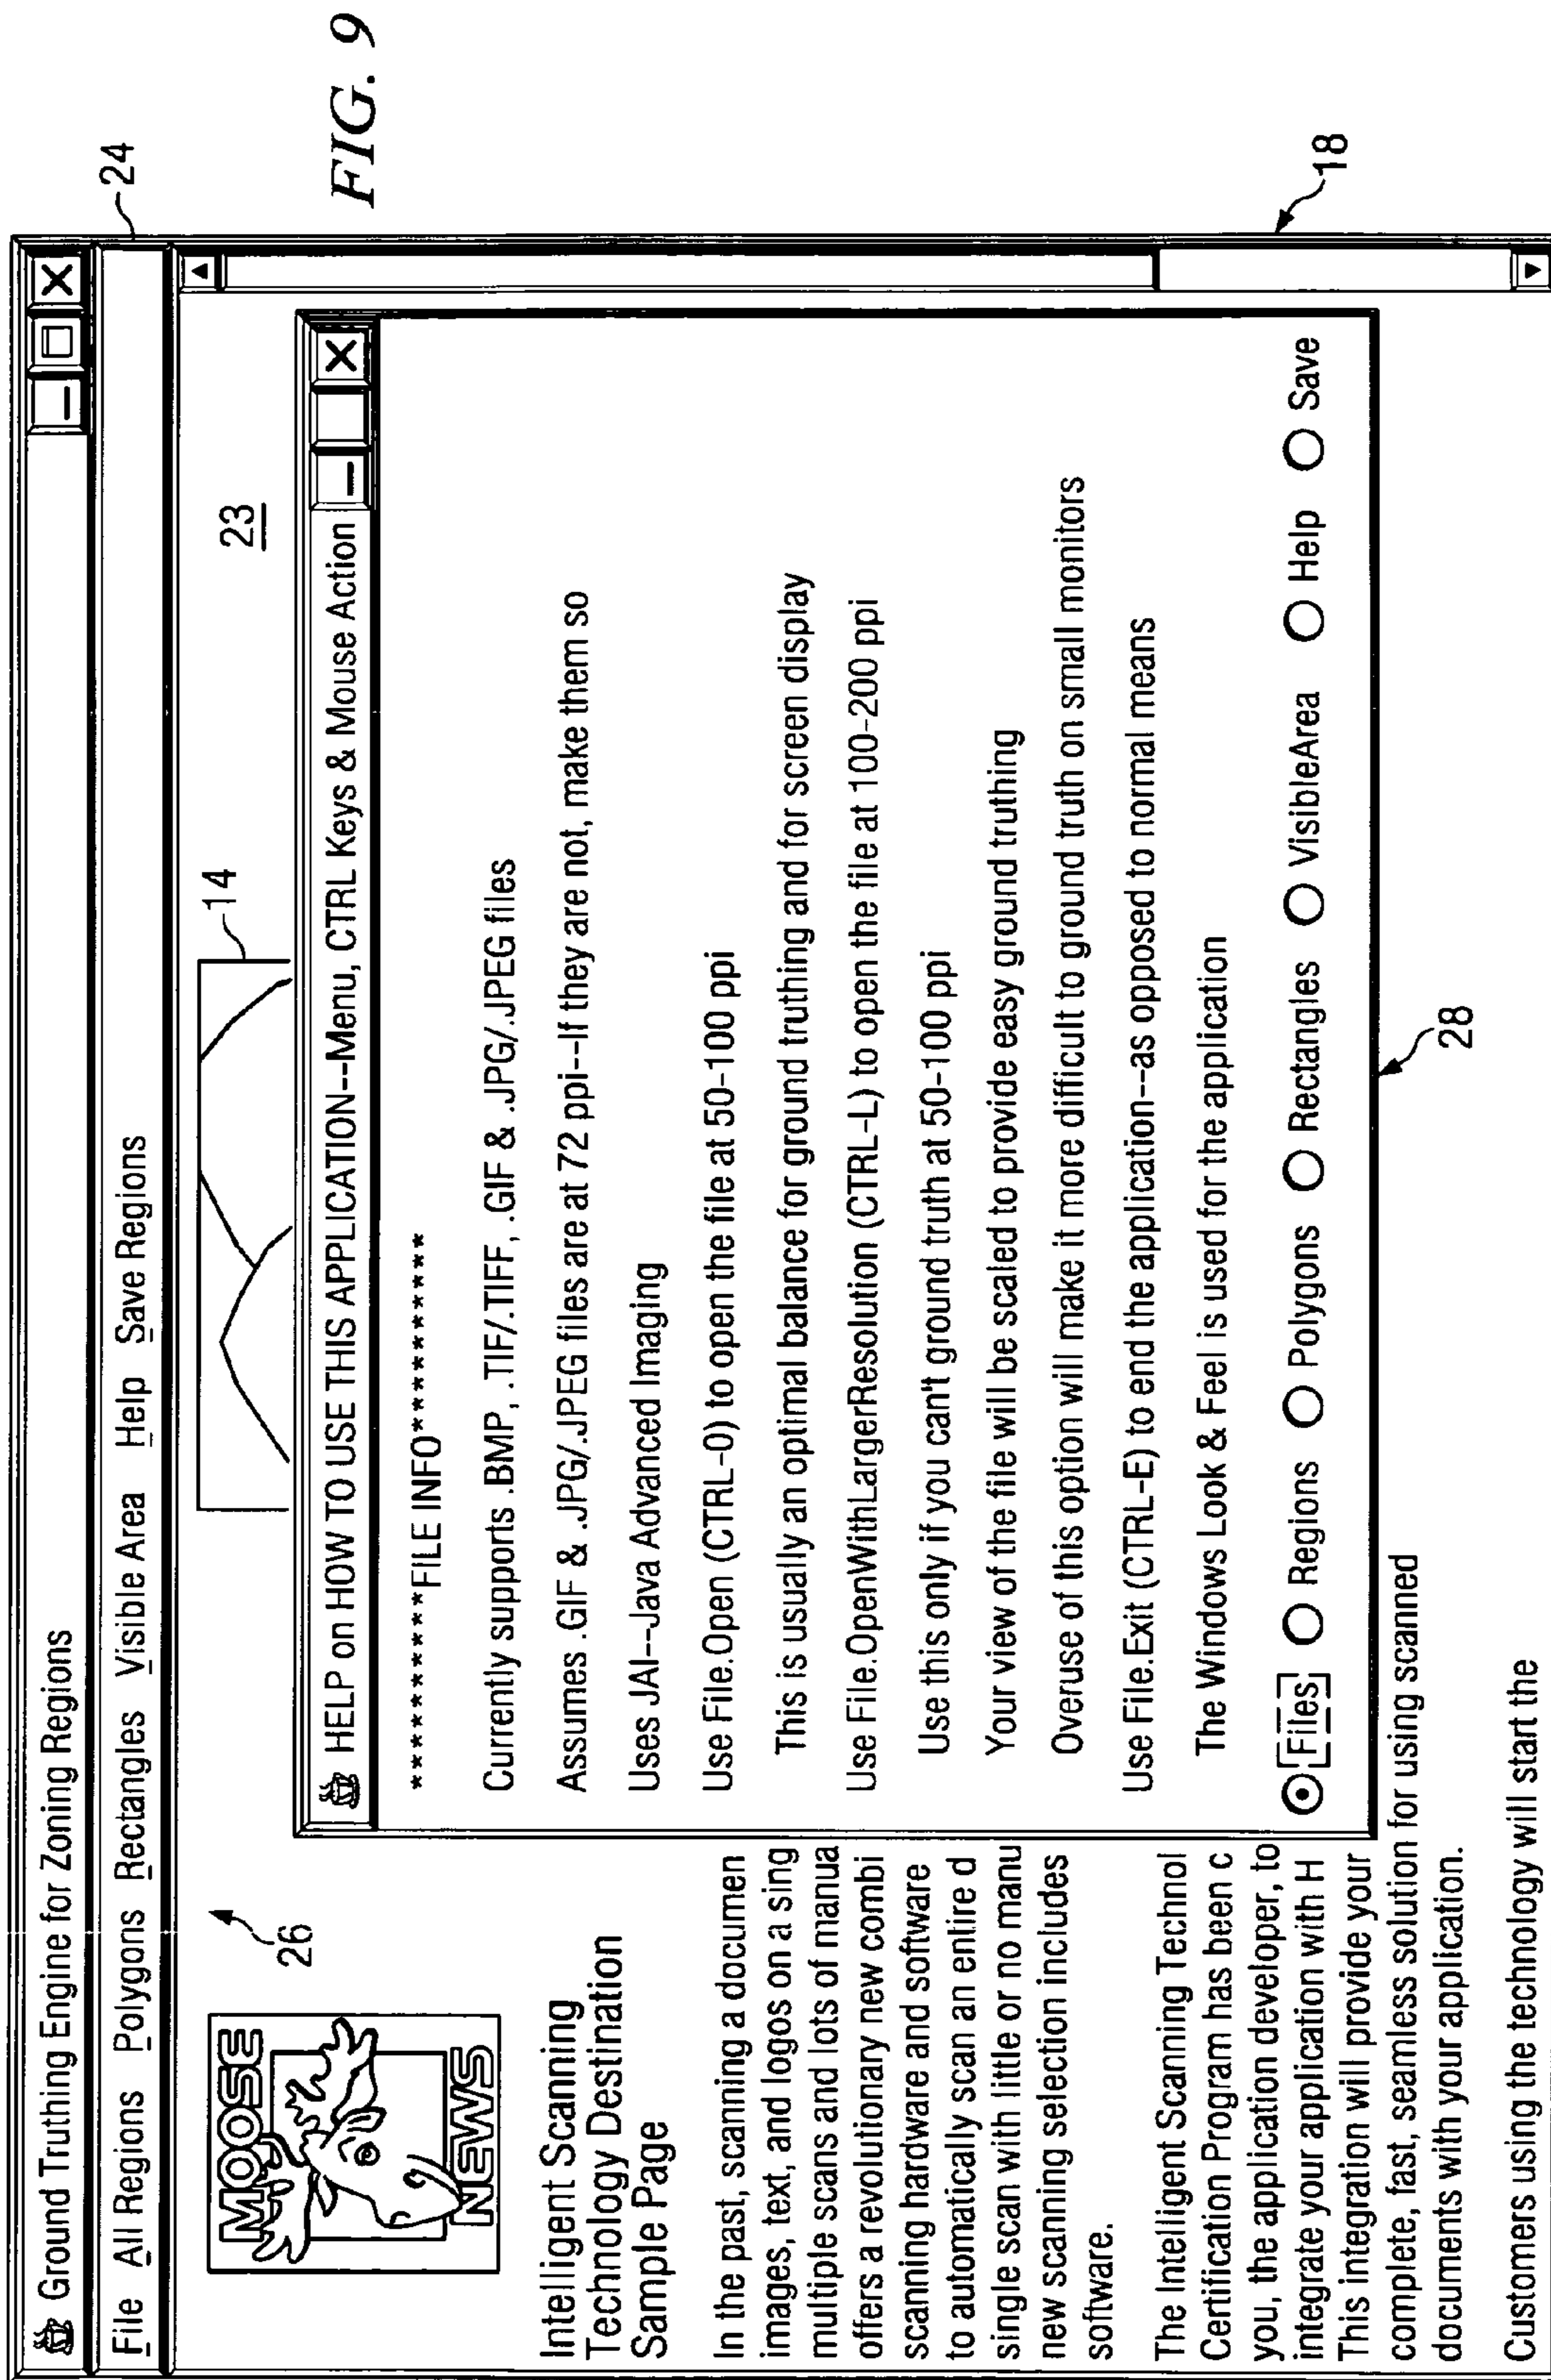 FIG. 9
Ground Truthing Engine for Zoning Regions
File All Regions Polygons Rectangles Visible Area Help Save Regions
24
26
14
23
MOOSE
NEWS
Intelligent Scanning
Technology Destination
Sample Page
In the past, scanning a documen
images, text, and logos on a sing
multiple scans and lots of manua
offers a revolutionary new combi
scanning hardware and software
to automatically scan an entire d
single scan with little or no manu
new scanning selection includes
software.
The Intelligent Scanning Technol
Certification Program has been c
you, the application developer, to
integrate your application with H
This integration will provide your
complete, fast, seamless solution for using scanned
documents with your application.
Customers using the technology will start the
HELP on HOW TO USE THIS APPLICATION--Menu, CTRL Keys & Mouse Action
*************FILE INFO*************
Currently supports .BMP, .TIF/.TIFF, .GIF & .JPG/.JPEG files
Assumes .GIF & .JPG/.JPEG files are at 72 ppi--If they are not, make them so
Uses JAI--Java Advanced Imaging
Use File.Open (CTRL-O) to open the file at 50-100 ppi
This is usually an optimal balance for ground truthing and for screen display
Use File.OpenWithLargerResolution (CTRL-L) to open the file at 100-200 ppi
Use this only if you can't ground truth at 50-100 ppi
Your view of the file will be scaled to provide easy ground truthing
Overuse of this option will make it more difficult to ground truth on small monitors
Use File.Exit (CTRL-E) to end the application--as opposed to normal means
The Windows Look & Feel is used for the application
Files Regions Polygons Rectangles VisibleArea Help Save
28
18